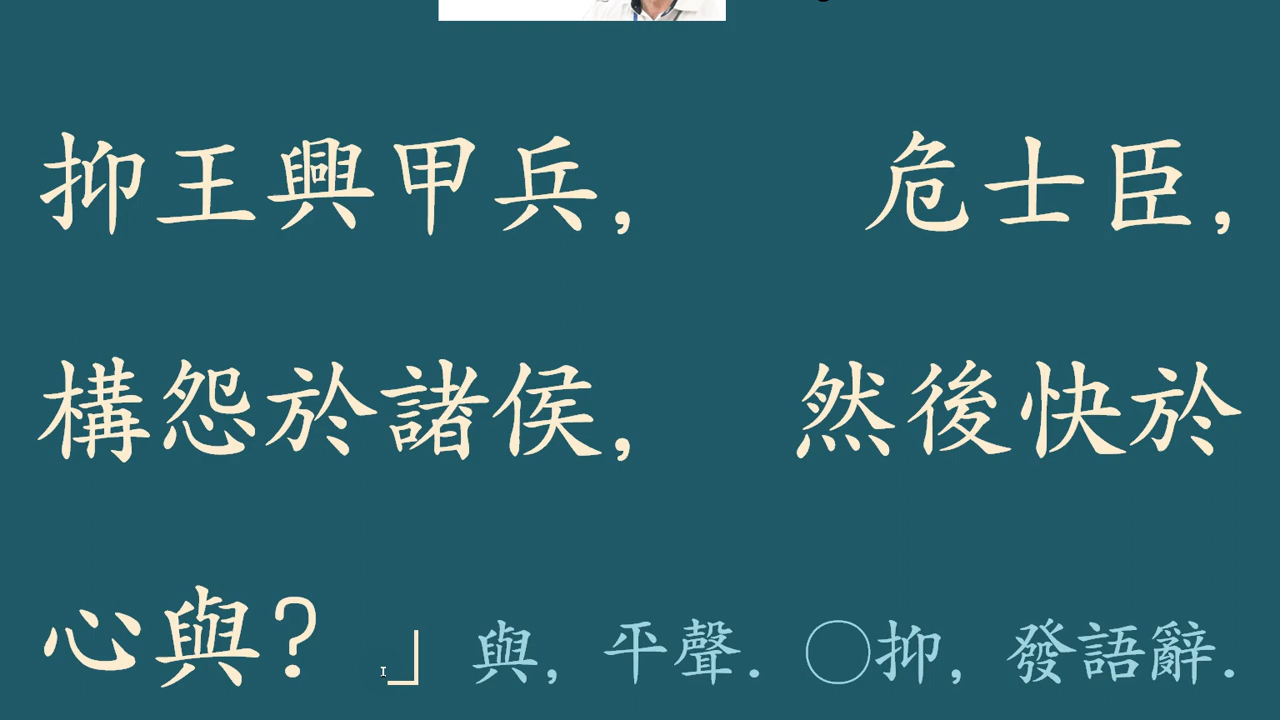 抑王興甲兵, 危士臣,
構怨於諸侯, 然後快於
心與? 」與, 平聲. ◯抑, 發語辭.